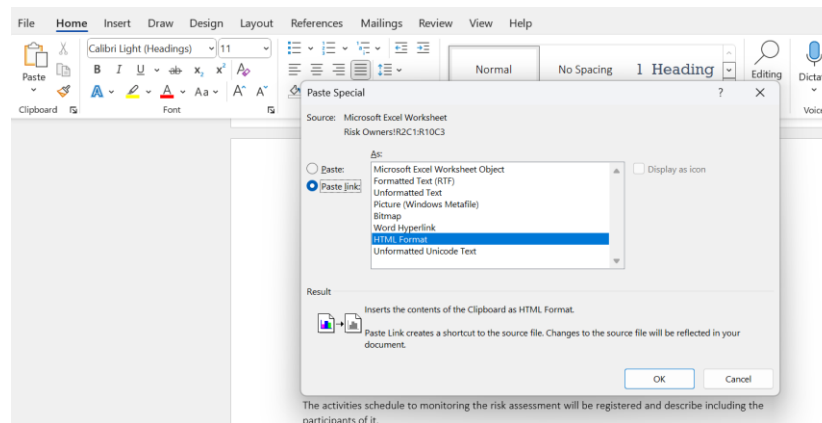 File Home Insert Draw Design Layout References Mailings Review View Help
Calibri Light (Headings) 11
Paste
B I U ab x₂ x² A
A A Aa A^ A˅
Normal No Spacing 1 Heading
Editing
Clipboard Font
Paste Special ? X
Source: Microsoft Excel Worksheet
Risk Owners!R2C1:R10C3
As:
Paste:
Paste link:
Microsoft Excel Worksheet Object
Formatted Text (RTF)
Unformatted Text
Picture (Windows Metafile)
Bitmap
Word Hyperlink
HTML Format
Unformatted Unicode Text
Display as icon
Result
Inserts the contents of the Clipboard as HTML Format.
Paste Link creates a shortcut to the source file. Changes to the source file will be reflected in your
document.
OK Cancel
The activities schedule to monitoring the risk assessment will be registered and describe including the
participants of it.